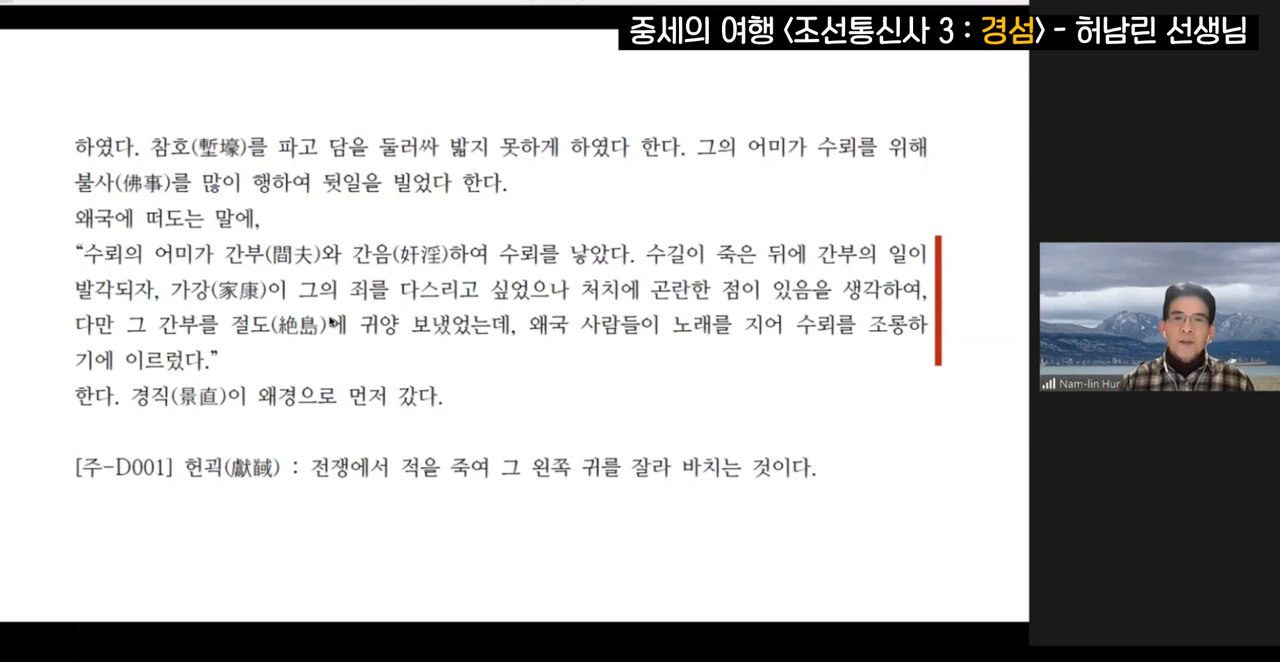 중세의 여행 <조선통신사 3 : 경섬> - 허남린 선생님
하였다. 참호(塹壕)를 파고 담을 둘러싸 밟지 못하게 하였다 한다. 그의 어미가 수뢰를 위해
불사(佛事)를 많이 행하여 뒷일을 빌었다 한다.
왜국에 떠도는 말에,
“수뢰의 어미가 간부(間夫)와 간음(奸淫)하여 수뢰를 낳았다. 수길이 죽은 뒤에 간부의 일이
발각되자, 가강(家康)이 그의 죄를 다스리고 싶었으나 처치에 곤란한 점이 있음을 생각하여,
다만 그 간부를 절도(絶島)에 귀양 보냈었는데, 왜국 사람들이 노래를 지어 수뢰를 조롱하
기에 이르렀다.”
한다. 경직(景直)이 왜경으로 먼저 갔다.
[주-D001] 헌괵(獻馘) : 전쟁에서 적을 죽여 그 왼쪽 귀를 잘라 바치는 것이다.
Nam-lin Hur